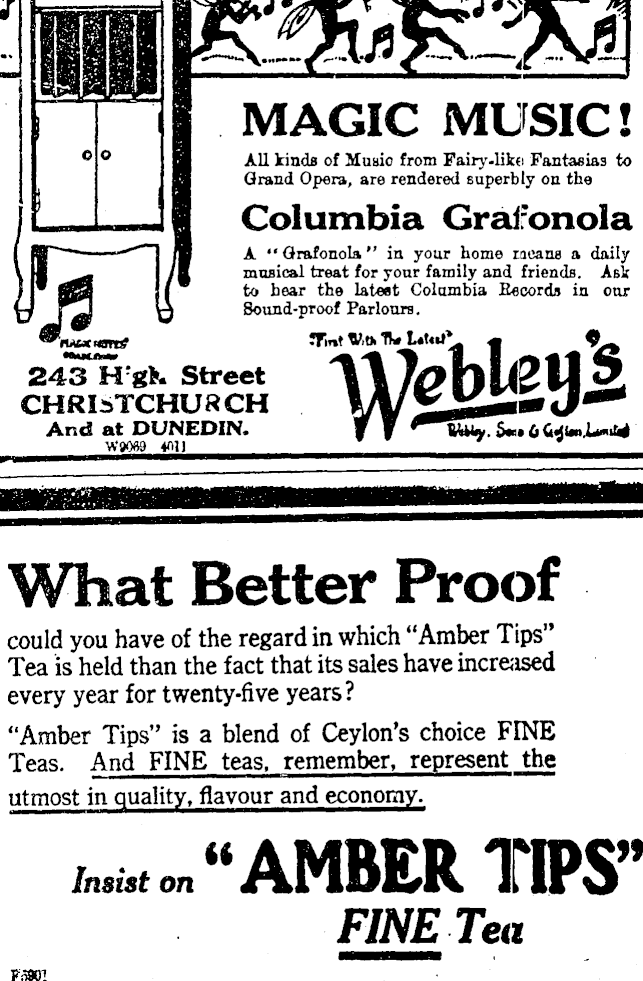 MAGIC MUSIC!
All kinds of Music from Fairy-like Fantasias to
Grand Opera, are rendered superbly on the
Columbia Grafonola
A "Grafonola" in your home means a daily
musical treat for your family and friends. Ask
to hear the latest Columbia Records in our
Sound-proof Parlours.
MAGIC NOTES
"First With The Latest"
Webley's
Webley, Sons & Gofton, Limited
243 High Street
CHRISTCHURCH
And at DUNEDIN.
W9069 4011
What Better Proof
could you have of the regard in which "Amber Tips"
Tea is held than the fact that its sales have increased
every year for twenty-five years?
"Amber Tips" is a blend of Ceylon's choice FINE
Teas. And FINE teas, remember, represent the
utmost in quality, flavour and economy.
Insist on "AMBER TIPS"
FINE Tea